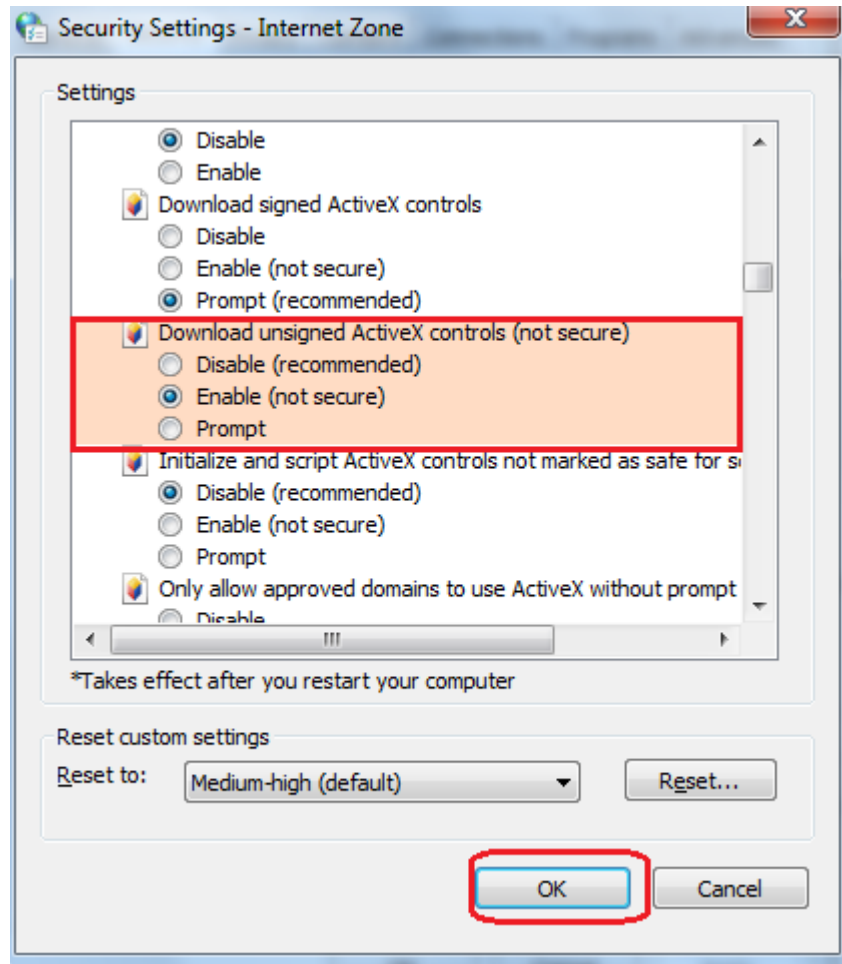 Security Settings - Internet Zone
Settings
Disable
Enable
Download signed ActiveX controls
Disable
Enable (not secure)
Prompt (recommended)
Download unsigned ActiveX controls (not secure)
Disable (recommended)
Enable (not secure)
Prompt
Initialize and script ActiveX controls not marked as safe for
Disable (recommended)
Enable (not secure)
Prompt
Only allow approved domains to use ActiveX without prompt
Disable
*Takes effect after you restart your computer
Reset custom settings
Reset to: Medium-high (default) Reset...
OK Cancel